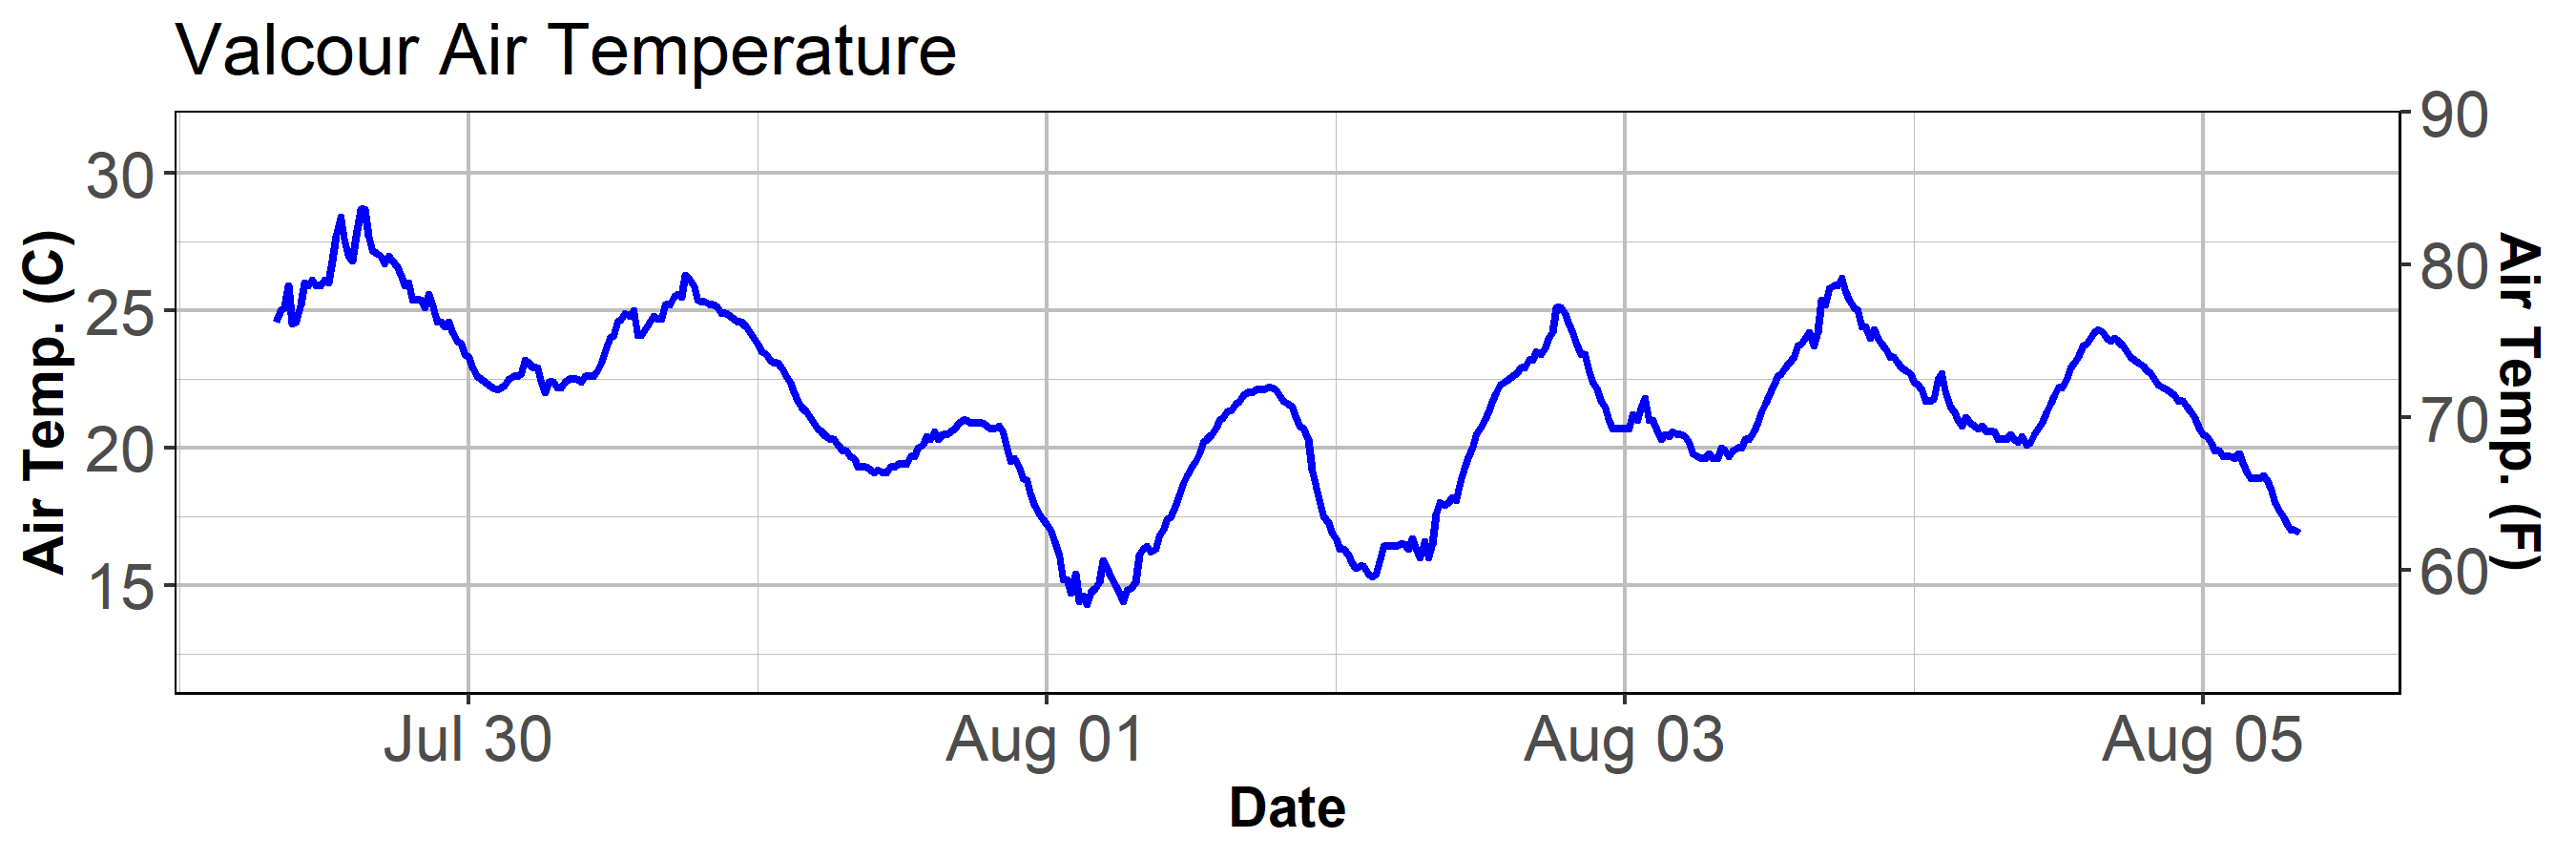 Valcour Air Temperature
Air Temp. (C)
30
25
20
15
90
80
70
60
Air Temp. (F)
Jul 30
Aug 01
Aug 03
Aug 05
Date